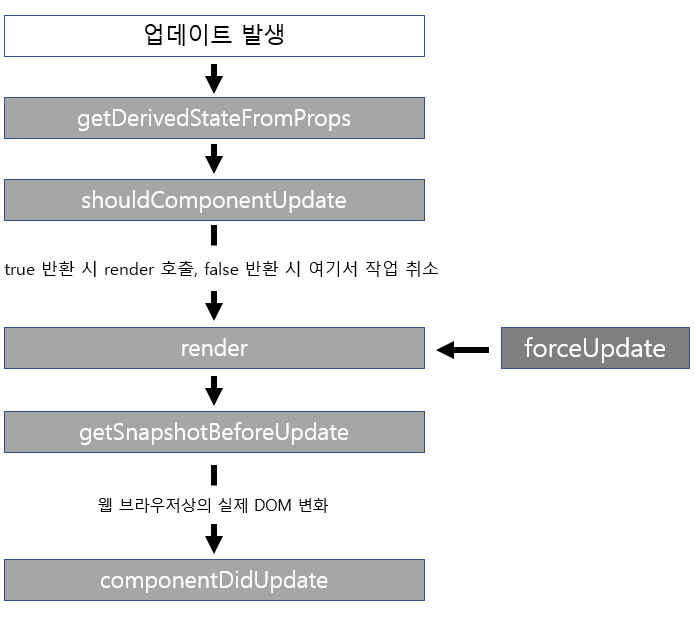 업데이트 발생
getDerivedStateFromProps
shouldComponentUpdate
true 반환 시 render 호출, false 반환 시 여기서 작업 취소
render
forceUpdate
getSnapshotBeforeUpdate
웹 브라우저상의 실제 DOM 변화
componentDidUpdate